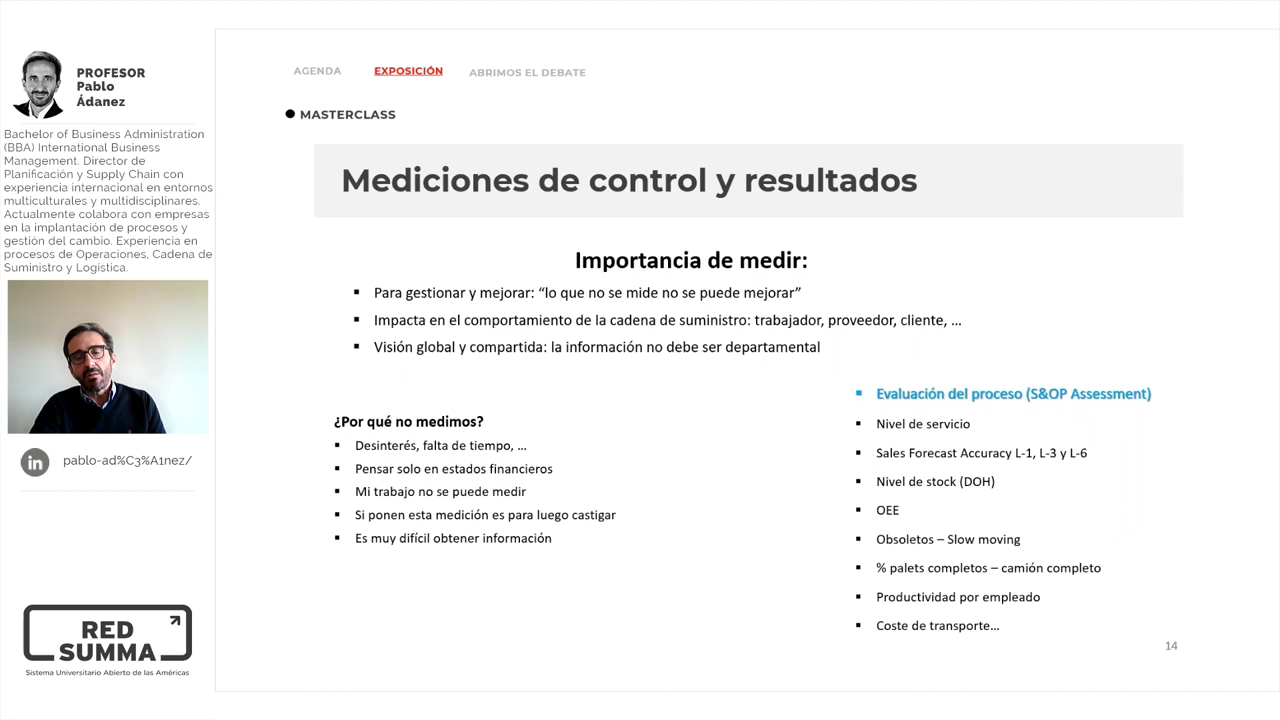 PROFESOR
Pablo
Ádanez
Bachelor of Business Administration
(BBA) International Business
Management. Director de
Planificación y Supply Chain con
experiencia internacional en entornos
multiculturales y multidisciplinares.
Actualmente colabora con empresas
en la implantación de procesos y
gestión del cambio. Experiencia en
procesos de Operaciones, Cadena de
Suministro y Logística.
in pablo-ad%C3%A1nez/
RED
SUMMA
Sistema Universitario Abierto de las Américas
AGENDA EXPOSICIÓN ABRIMOS EL DEBATE
● MASTERCLASS
Mediciones de control y resultados
Importancia de medir:
▪ Para gestionar y mejorar: “lo que no se mide no se puede mejorar”
▪ Impacta en el comportamiento de la cadena de suministro: trabajador, proveedor, cliente, …
▪ Visión global y compartida: la información no debe ser departamental
¿Por qué no medimos?
▪ Desinterés, falta de tiempo, …
▪ Pensar solo en estados financieros
▪ Mi trabajo no se puede medir
▪ Si ponen esta medición es para luego castigar
▪ Es muy difícil obtener información
▪ Evaluación del proceso (S&OP Assessment)
▪ Nivel de servicio
▪ Sales Forecast Accuracy L-1, L-3 y L-6
▪ Nivel de stock (DOH)
▪ OEE
▪ Obsoletos – Slow moving
▪ % palets completos – camión completo
▪ Productividad por empleado
▪ Coste de transporte…
14